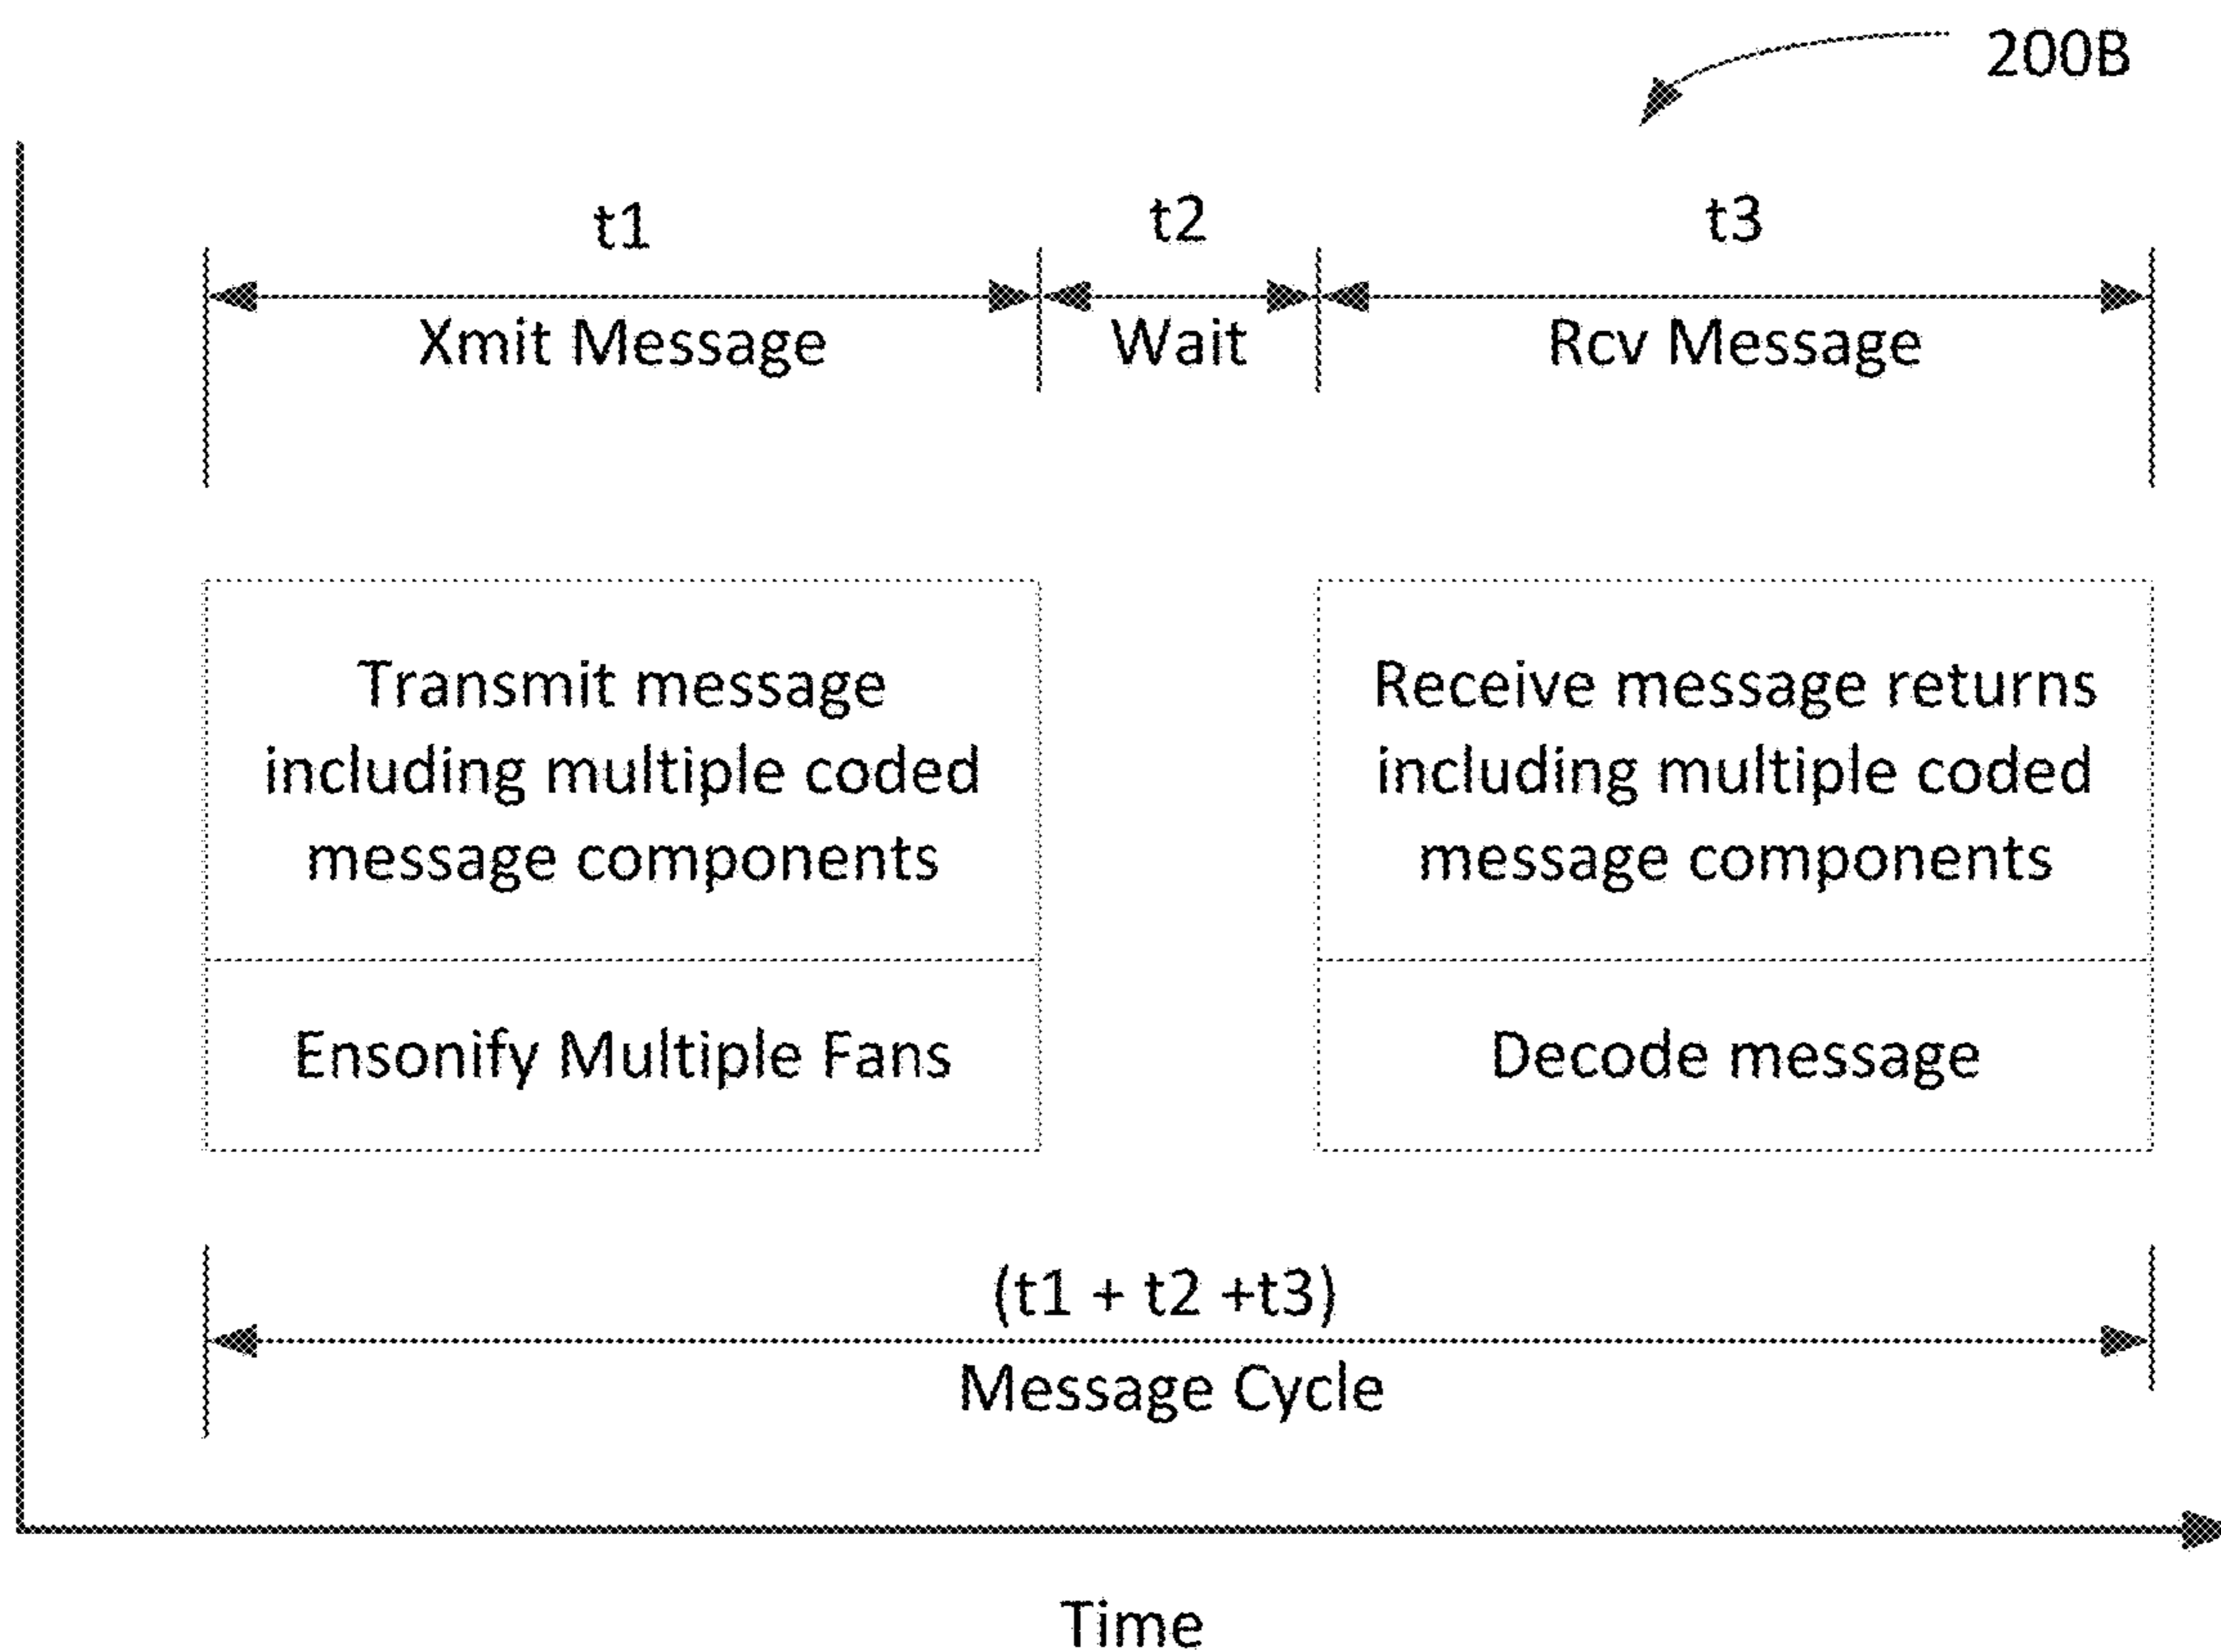 200B
t1
t2
t3
Xmit Message
Wait
Rcv Message
Transmit message
including multiple coded
message components
Ensonify Multiple Fans
Receive message returns
including multiple coded
message components
Decode message
(t1 + t2 +t3)
Message Cycle
Time